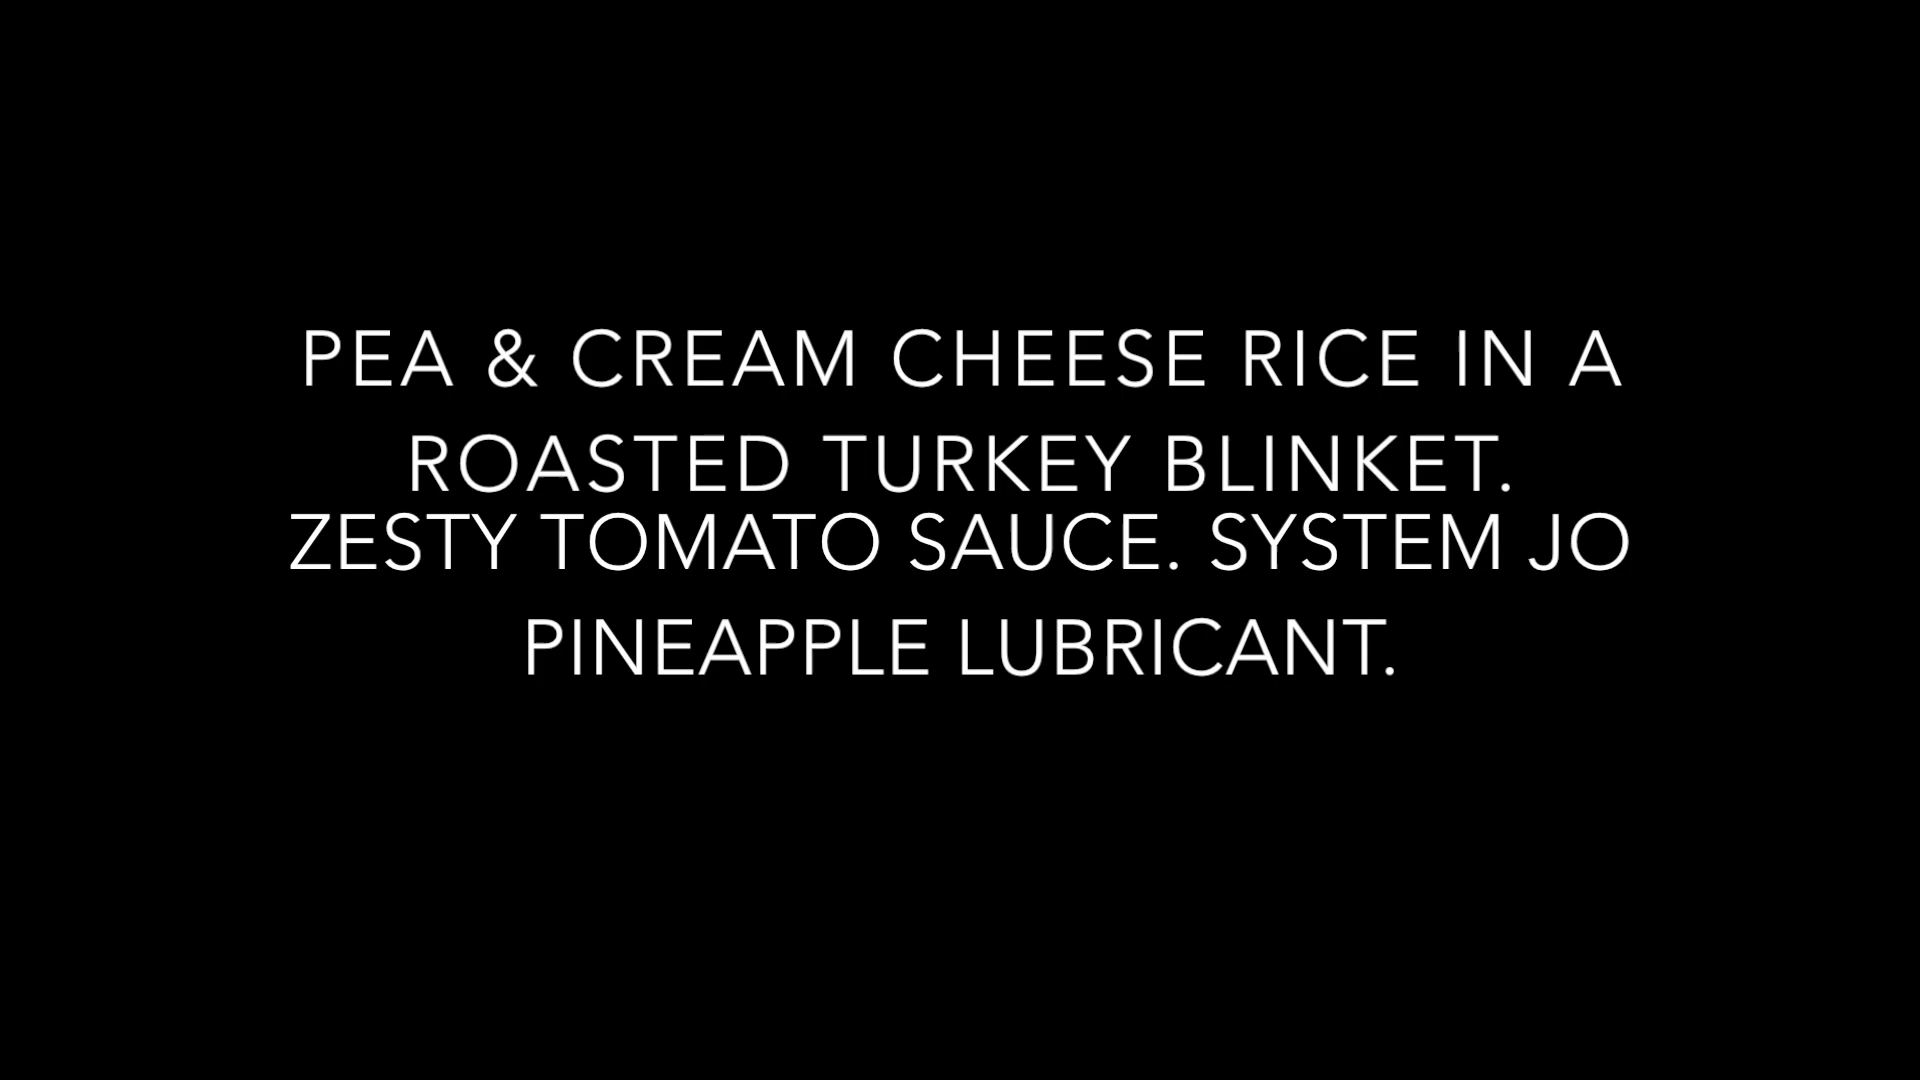 PEA & CREAM CHEESE RICE IN A
ROASTED TURKEY BLINKET.
ZESTY TOMATO SAUCE. SYSTEM JO
PINEAPPLE LUBRICANT.